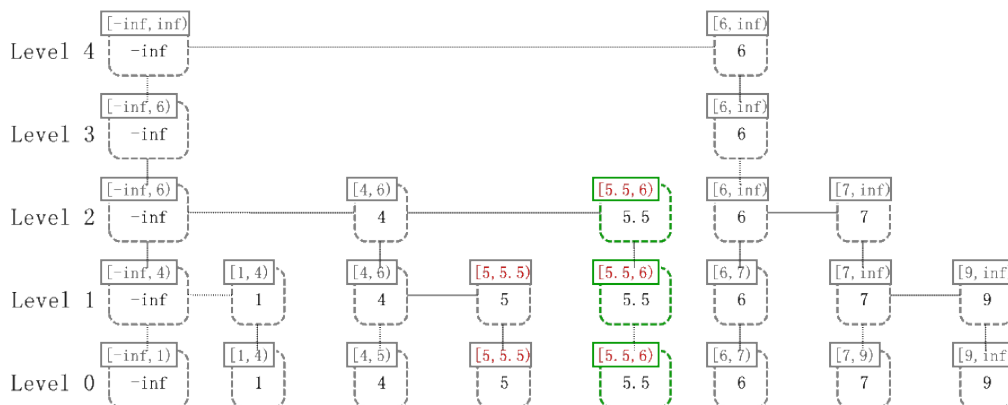 [-inf, inf) [6, inf)
Level 4 -inf 6
[-inf, 6) [6, inf)
Level 3 -inf 6
[-inf, 6) [4, 6) [5.5, 6) [6, inf) [7, inf)
Level 2 -inf 4 5.5 6 7
[-inf, 4) [1, 4) [4, 6) [5, 5.5) [5.5, 6) [6, 7) [7, inf) [9, inf
Level 1 -inf 1 4 5 5.5 6 7 9
[-inf, 1) [1, 4) [4, 5) [5, 5.5) [5.5, 6) [6, 7) [7, 9) [9, inf
Level 0 -inf 1 4 5 5.5 6 7 9